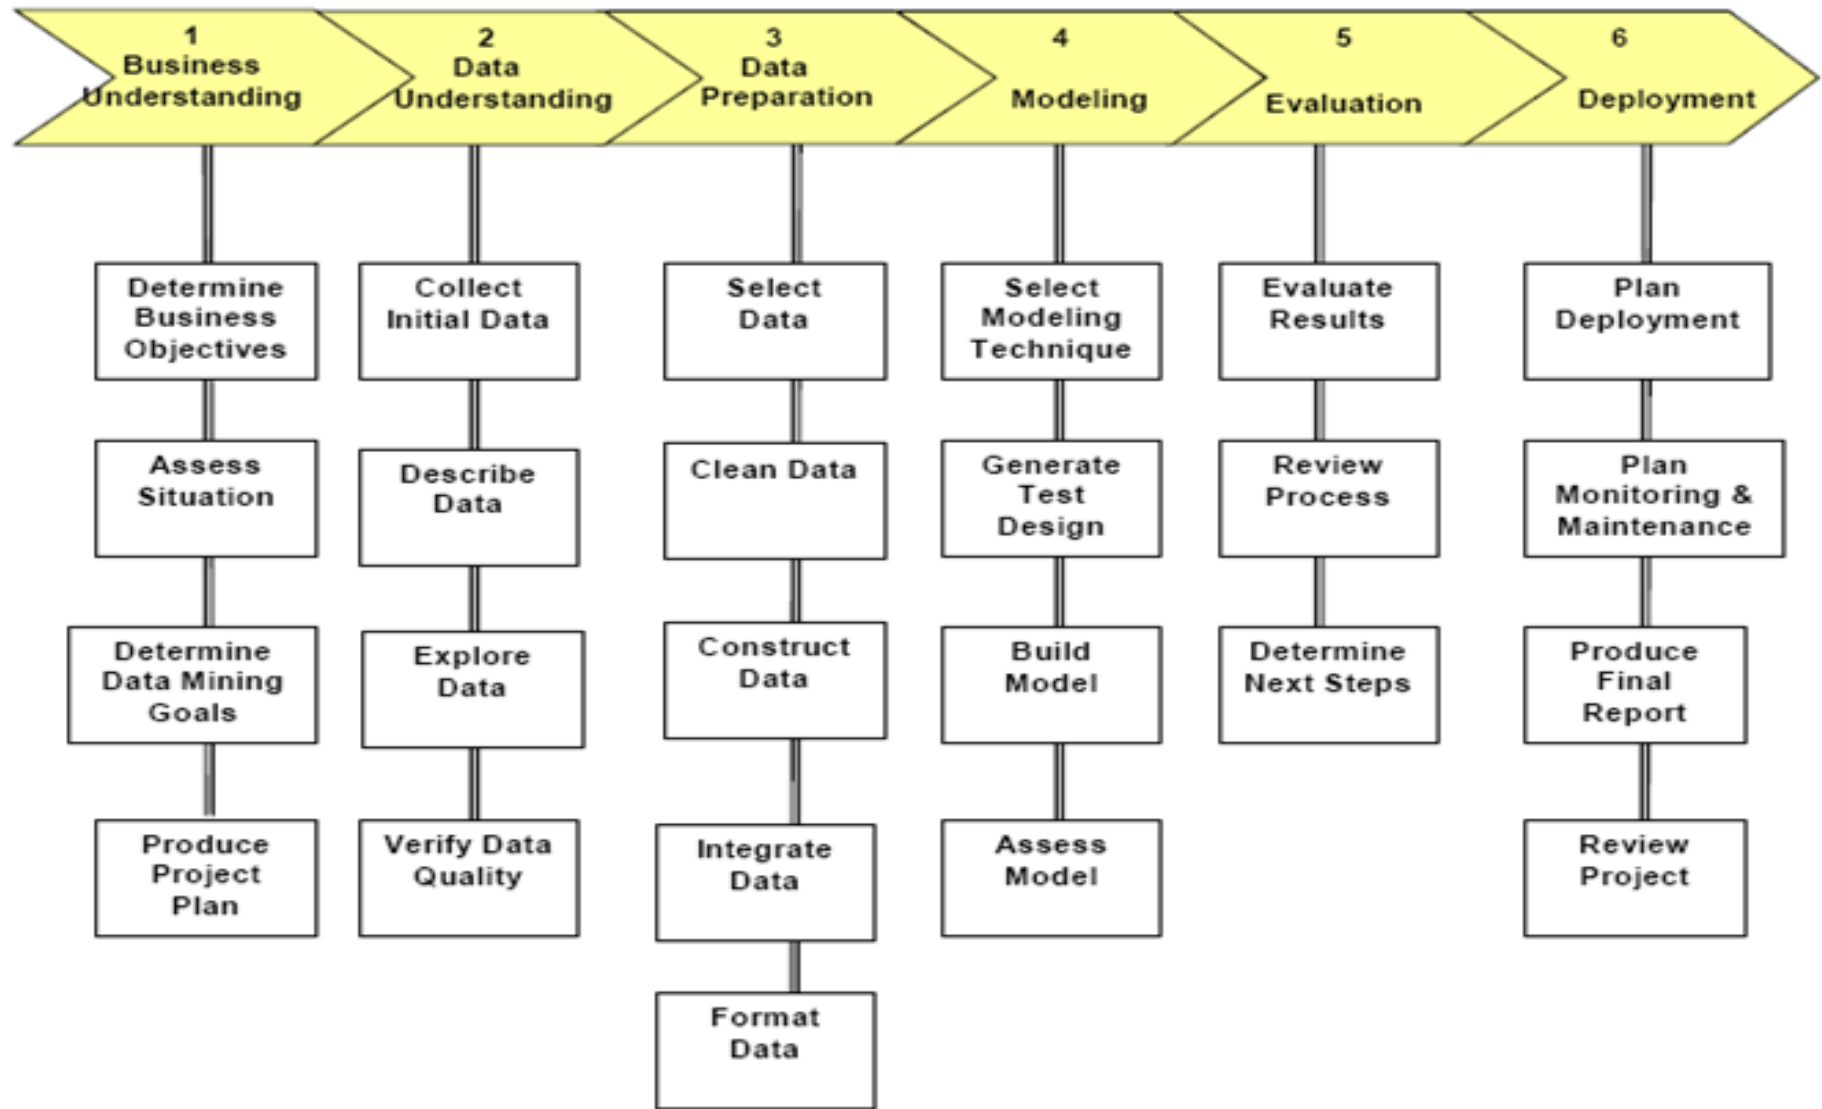 1
Business
Understanding
2
Data
Understanding
3
Data
Preparation
4
Modeling
5
Evaluation
6
Deployment
Determine
Business
Objectives
Assess
Situation
Determine
Data Mining
Goals
Produce
Project
Plan
Collect
Initial Data
Describe
Data
Explore
Data
Verify Data
Quality
Select
Data
Clean Data
Construct
Data
Integrate
Data
Format
Data
Select
Modeling
Technique
Generate
Test
Design
Build
Model
Assess
Model
Evaluate
Results
Review
Process
Determine
Next Steps
Plan
Deployment
Plan
Monitoring &
Maintenance
Produce
Final
Report
Review
Project